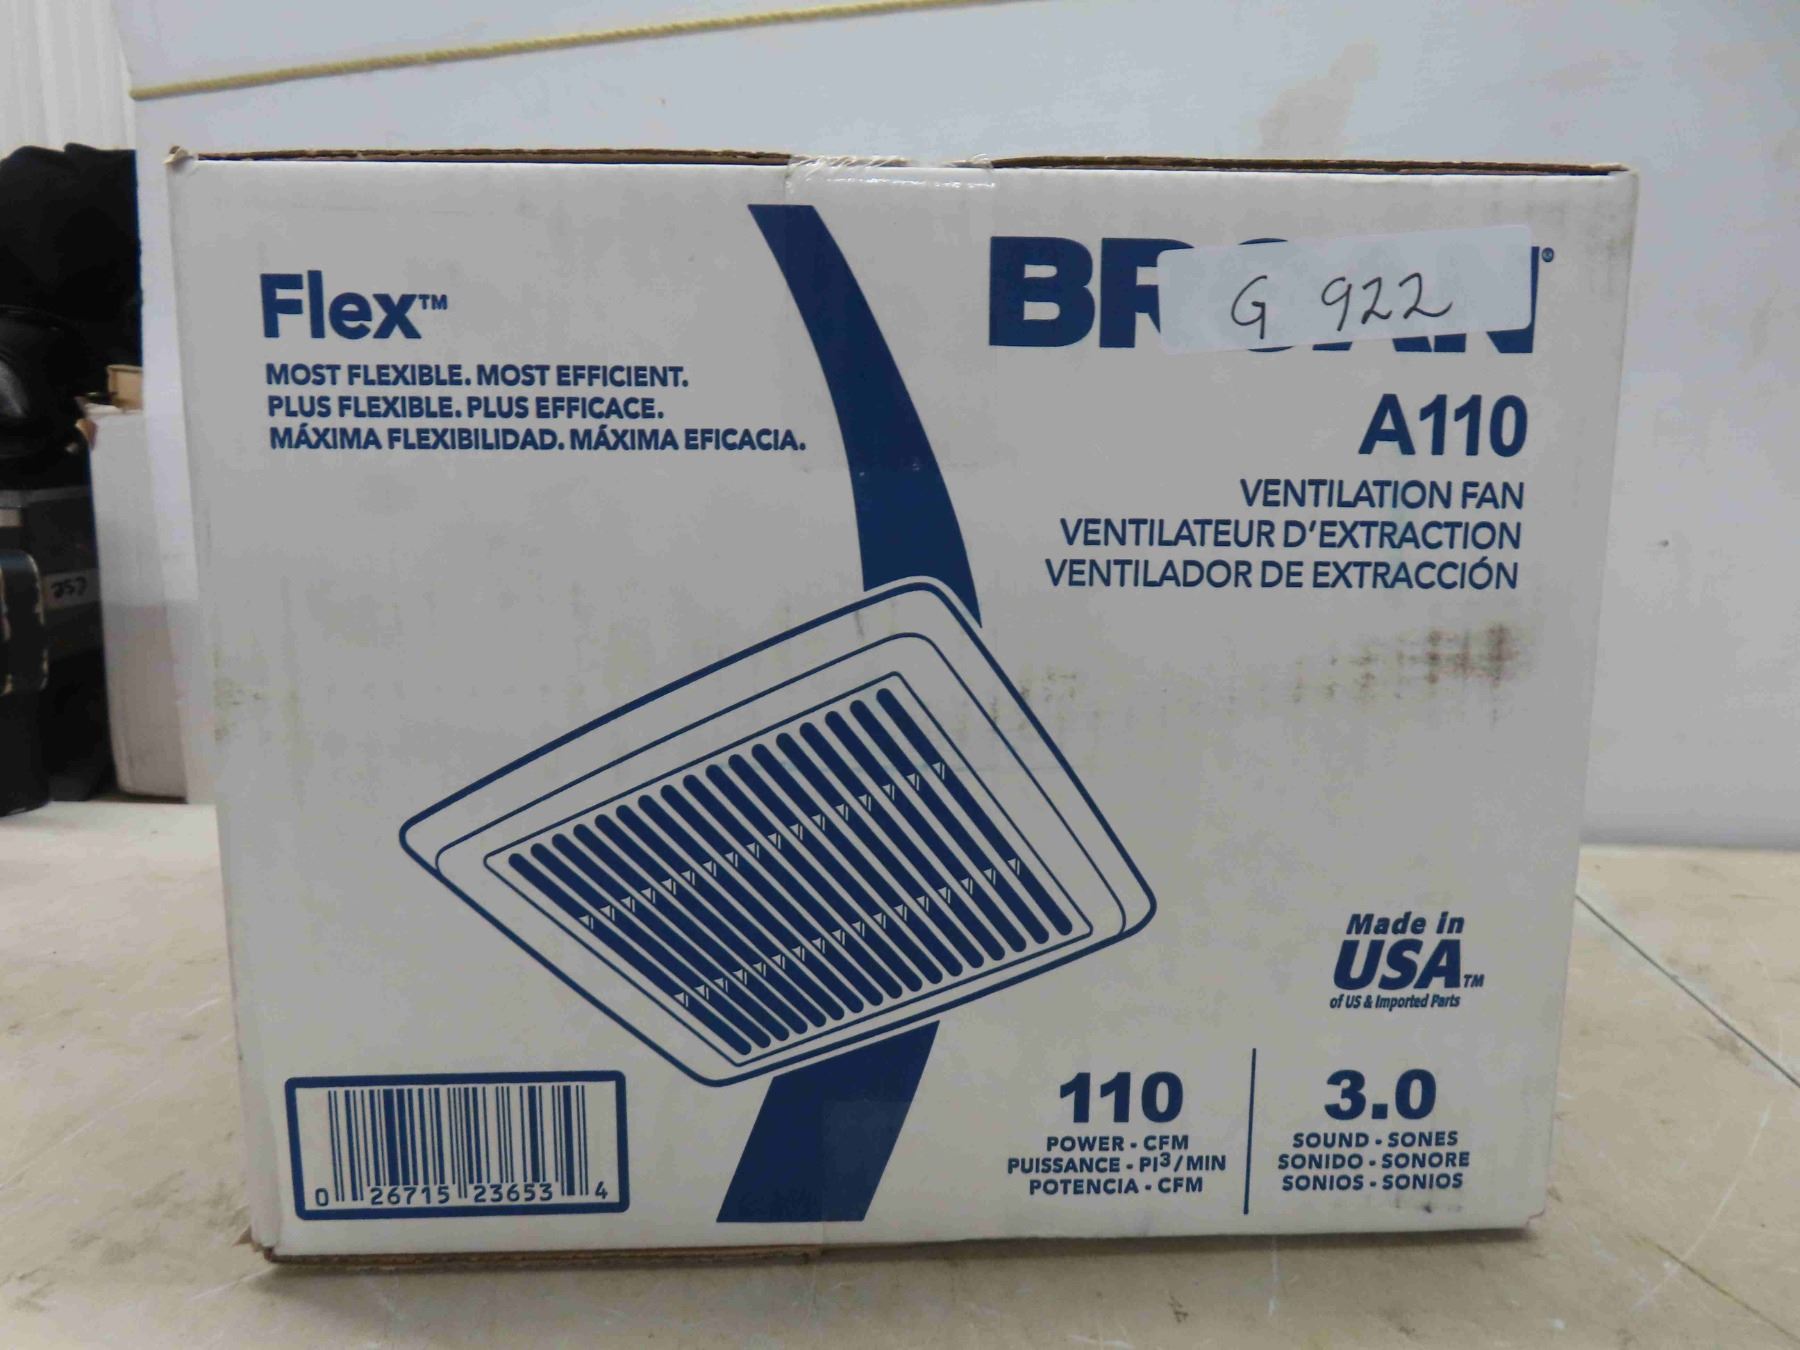 Flex™
MOST FLEXIBLE. MOST EFFICIENT.
PLUS FLEXIBLE. PLUS EFFICACE.
MÁXIMA FLEXIBILIDAD. MÁXIMA EFICACIA.
BROAN®
G 922
A110
VENTILATION FAN
VENTILATEUR D'EXTRACTION
VENTILADOR DE EXTRACCIÓN
Made in
USA™
of US & Imported Parts
110
POWER - CFM
PUISSANCE - PI³/MIN
POTENCIA - CFM
3.0
SOUND - SONES
SONIDO - SONORE
SONIOS - SONIOS
0 26715 23653 4
252